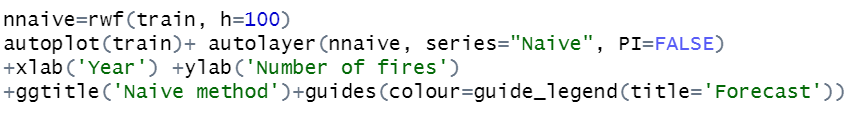 nnaive=rwf(train, h=100)
autoplot(train)+ autolayer(nnaive, series="Naive", PI=FALSE)
+xlab('Year') +ylab('Number of fires')
+ggtitle('Naive method')+guides(colour=guide_legend(title='Forecast'))